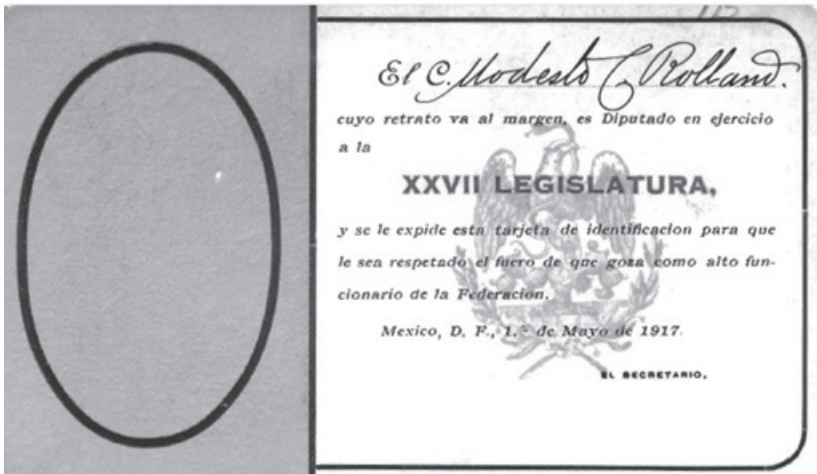 El C. Modesto C. Rolland.
cuyo retrato va al margen, es Diputado en ejercicio
a la
XXVII LEGISLATURA,
y se le expide esta tarjeta de identificacion para que
le sea respetado el fuero de que goza como alto fun-
cionario de la Federacion.
Mexico, D. F., 1.º de Mayo de 1917.
EL SECRETARIO,